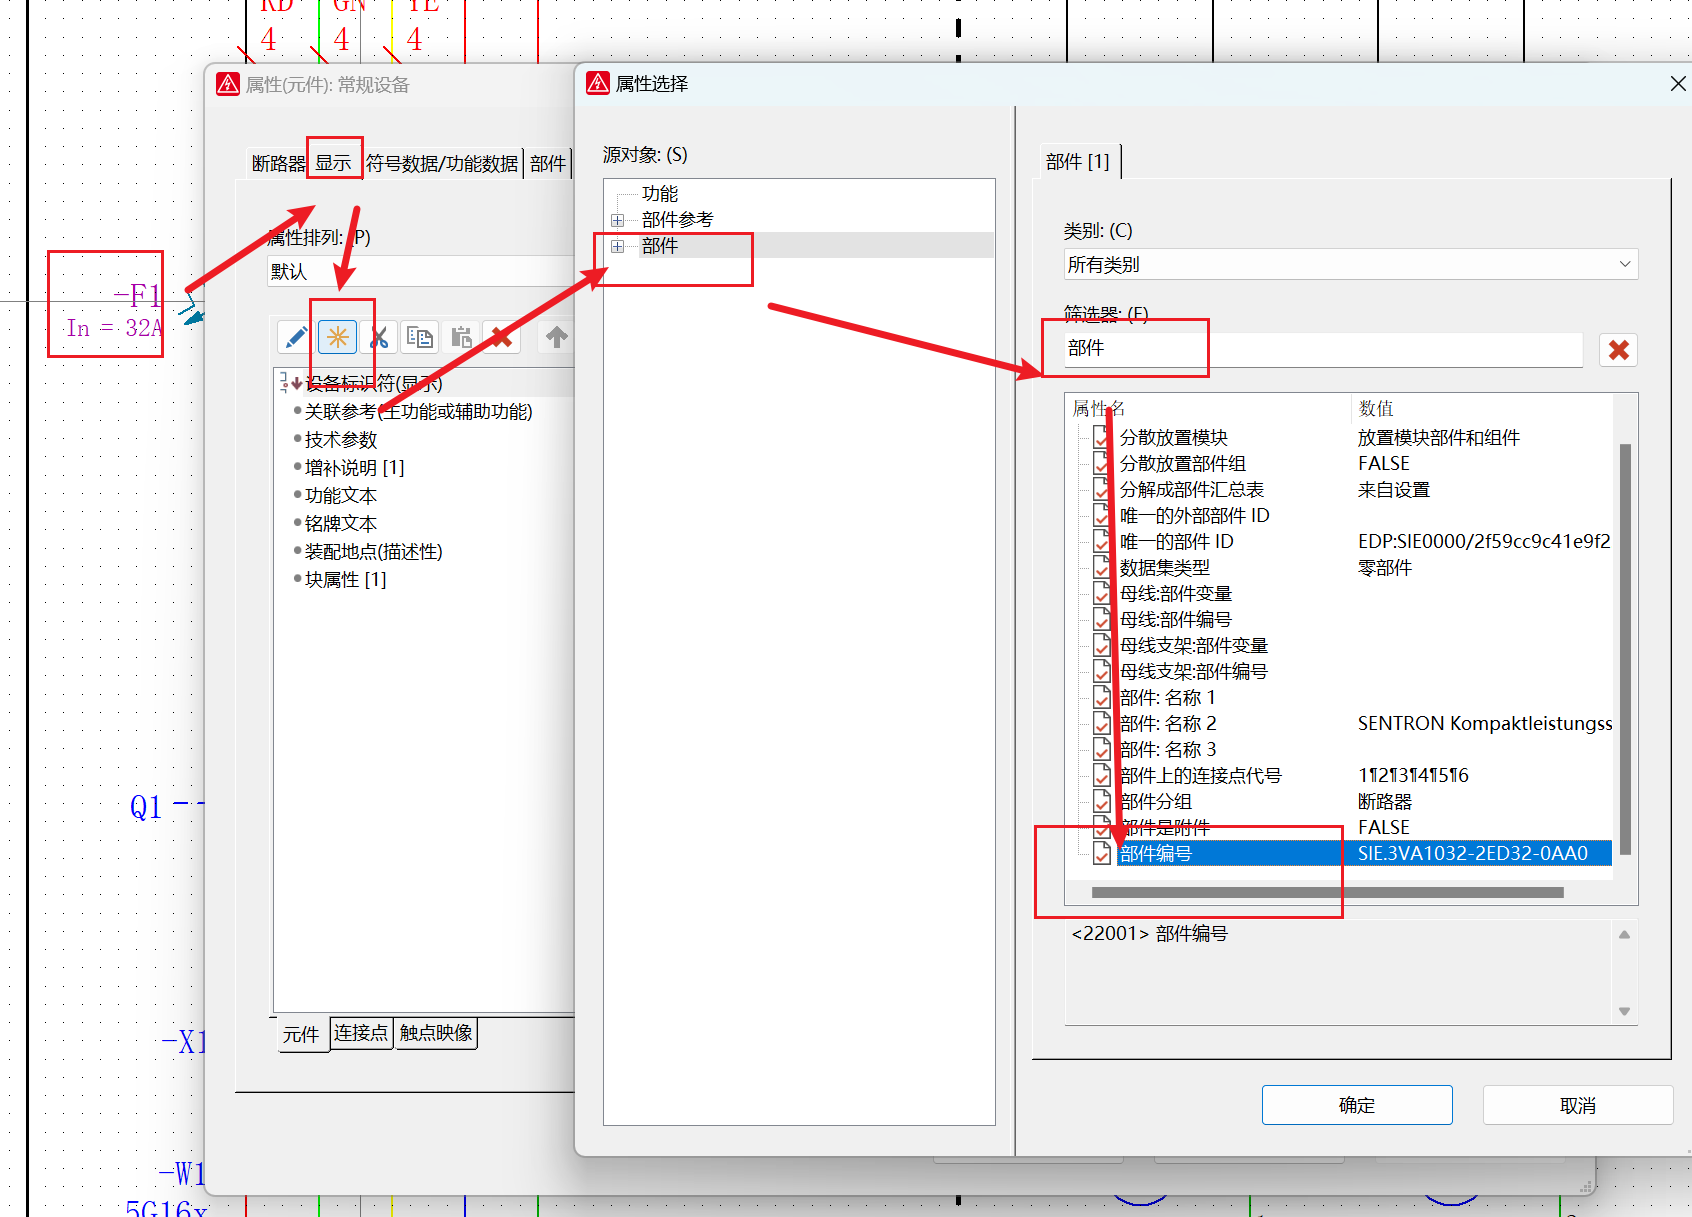 RD GN YE
4 4 4
属性(元件): 常规设备
属性选择
断路器 显示 符号数据/功能数据 部件
源对象: (S)
部件 [1]
功能
部件参考
部件
类别: (C)
所有类别
属性排列: (P)
默认
-F1
In = 32A
筛选器: (F)
部件
设备标识符(显示)
关联参考(主功能或辅助功能)
技术参数
增补说明 [1]
功能文本
铭牌文本
装配地点(描述性)
块属性 [1]
属性名 数值
分散放置模块 放置模块部件和组件
分散放置部件组 FALSE
分解成部件汇总表 来自设置
唯一的外部部件 ID
唯一的部件 ID EDP:SIE0000/2f59cc9c41e9f2
数据集类型 零部件
母线:部件变量
母线:部件编号
母线支架:部件变量
母线支架:部件编号
部件: 名称 1
部件: 名称 2 SENTRON Kompaktleistungss
部件: 名称 3
部件上的连接点代号 1¶2¶3¶4¶5¶6
部件分组 断路器
部件是附件 FALSE
部件编号 SIE.3VA1032-2ED32-0AA0
<22001> 部件编号
Q1
-X1
元件 连接点 触点映像
确定 取消
-W1
5G16x